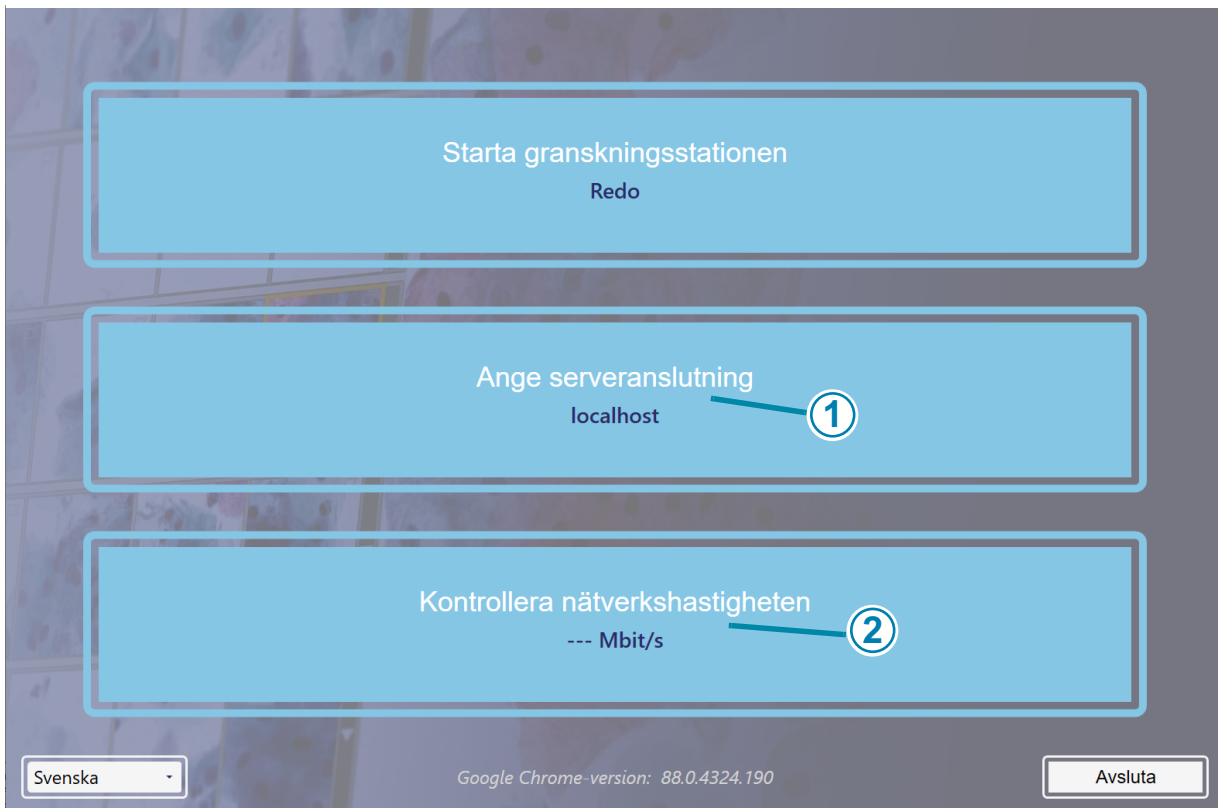 Starta granskningsstationen
Redo
Ange serveranslutning
localhost
1
Kontrollera nätverkshastigheten
--- Mbit/s
2
Svenska
Google Chrome-version: 88.0.4324.190
Avsluta